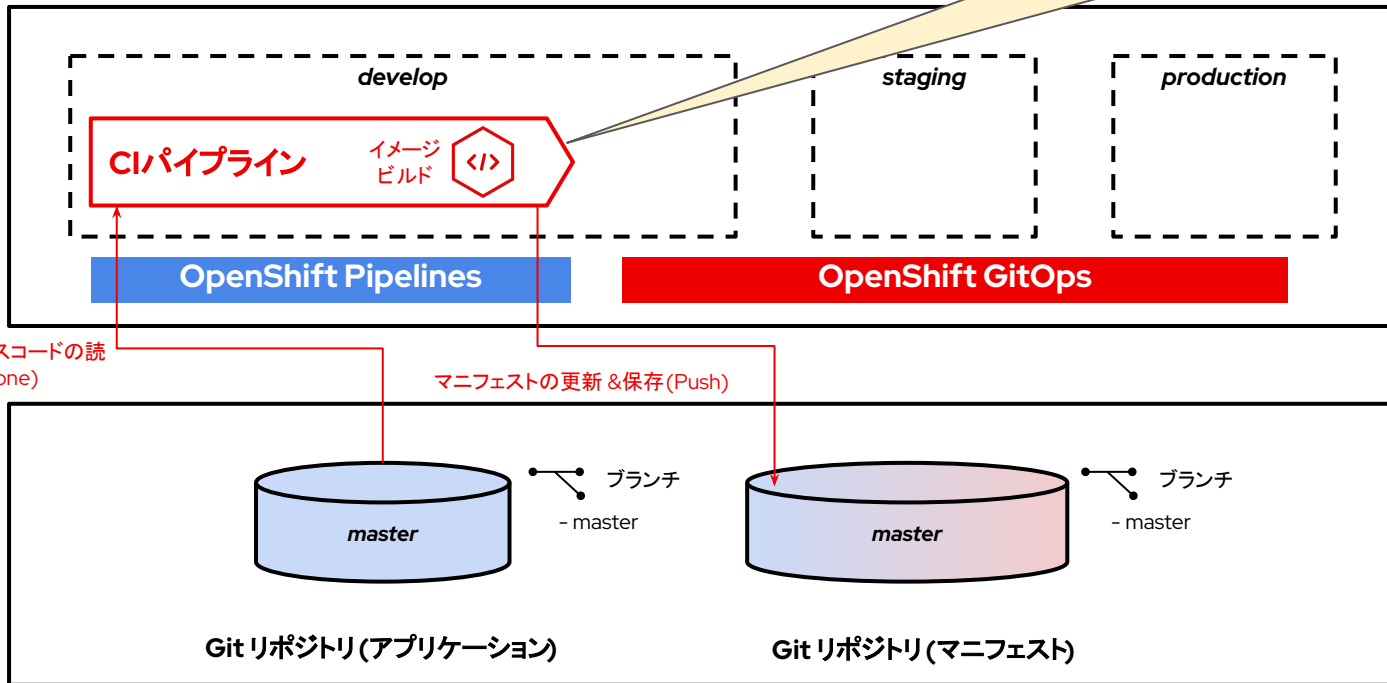 develop
staging
production
CIパイプライン
イメージ
ビルド
</>
OpenShift Pipelines
OpenShift GitOps
スコードの読
one)
マニフェストの更新 &保存(Push)
master
ブランチ
- master
master
ブランチ
- master
Git リポジトリ(アプリケーション)
Git リポジトリ(マニフェスト)